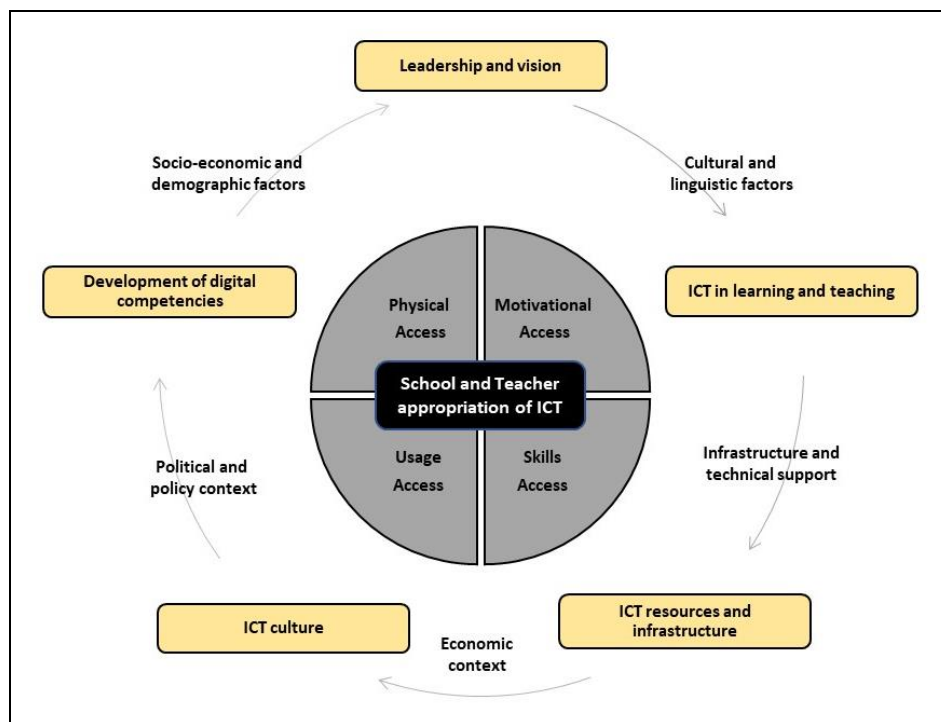 Leadership and vision
Socio-economic and
demographic factors
Cultural and
linguistic factors
Development of digital
competencies
ICT in learning and teaching
Physical
Access
Motivational
Access
School and Teacher
appropriation of ICT
Usage
Access
Skills
Access
Political and
policy context
Infrastructure and
technical support
ICT culture
ICT resources and
infrastructure
Economic
context